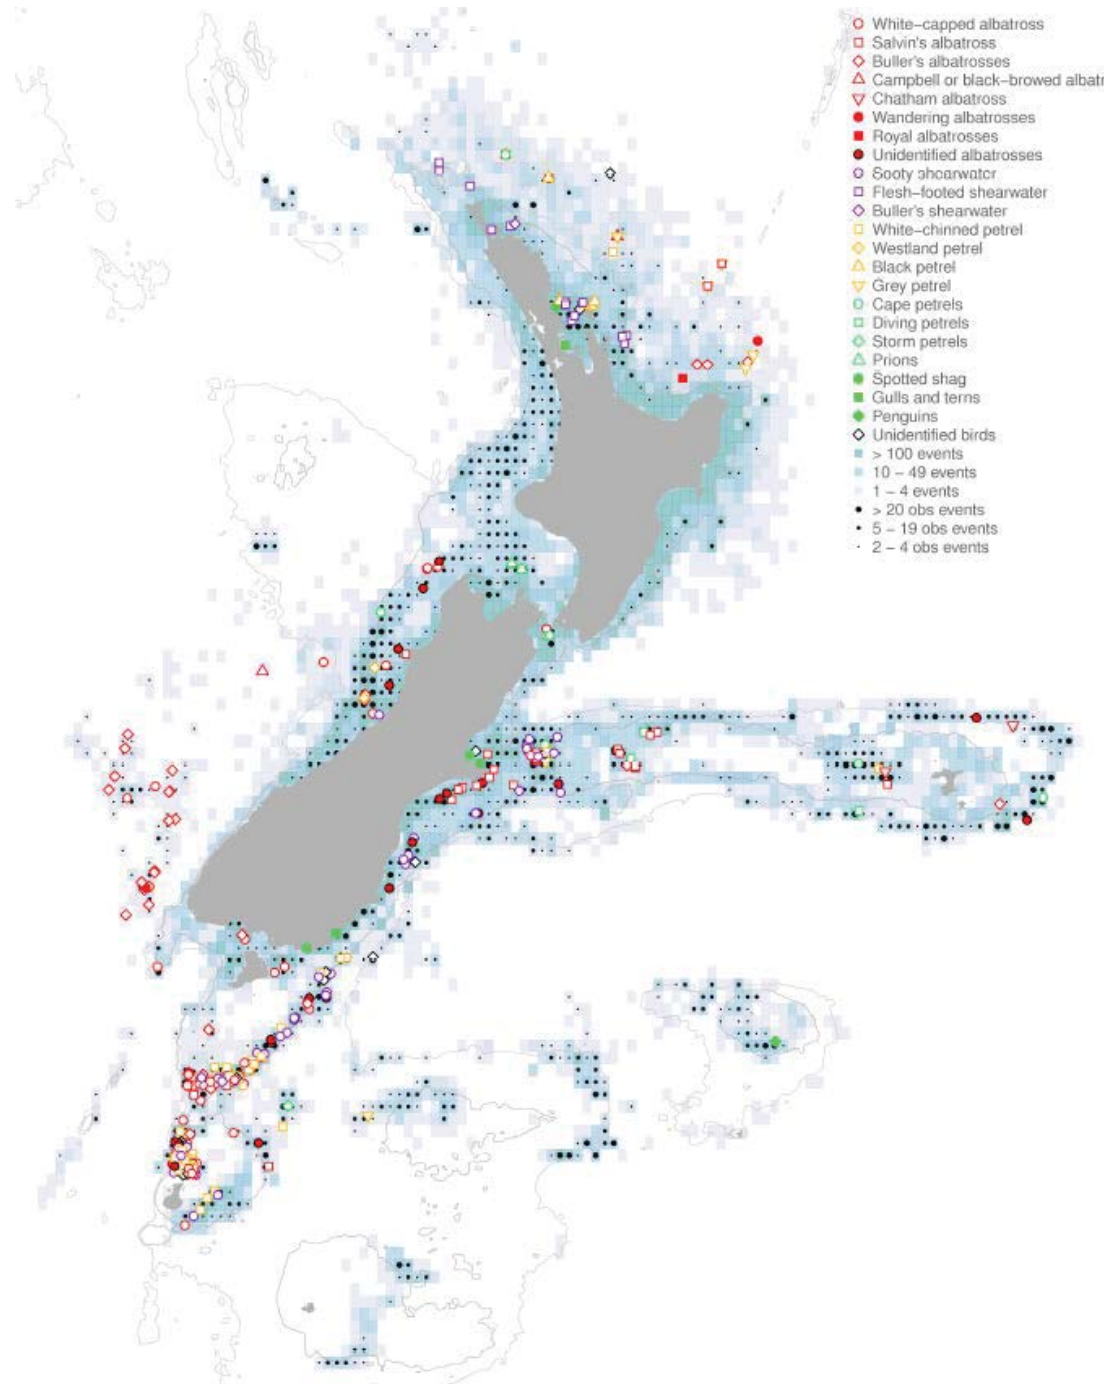 White-capped albatross
Salvin's albatross
Buller's albatrosses
Campbell or black-browed albatr
Chatham albatross
Wandering albatrosses
Royal albatrosses
Unidentified albatrosses
Sooty shearwater
Flesh-footed shearwater
Buller's shearwater
White-chinned petrel
Westland petrel
Black petrel
Grey petrel
Cape petrels
Diving petrels
Storm petrels
Prions
Spotted shag
Gulls and terns
Penguins
Unidentified birds
> 100 events
10 - 49 events
1 - 4 events
> 20 obs events
5 - 19 obs events
2 - 4 obs events